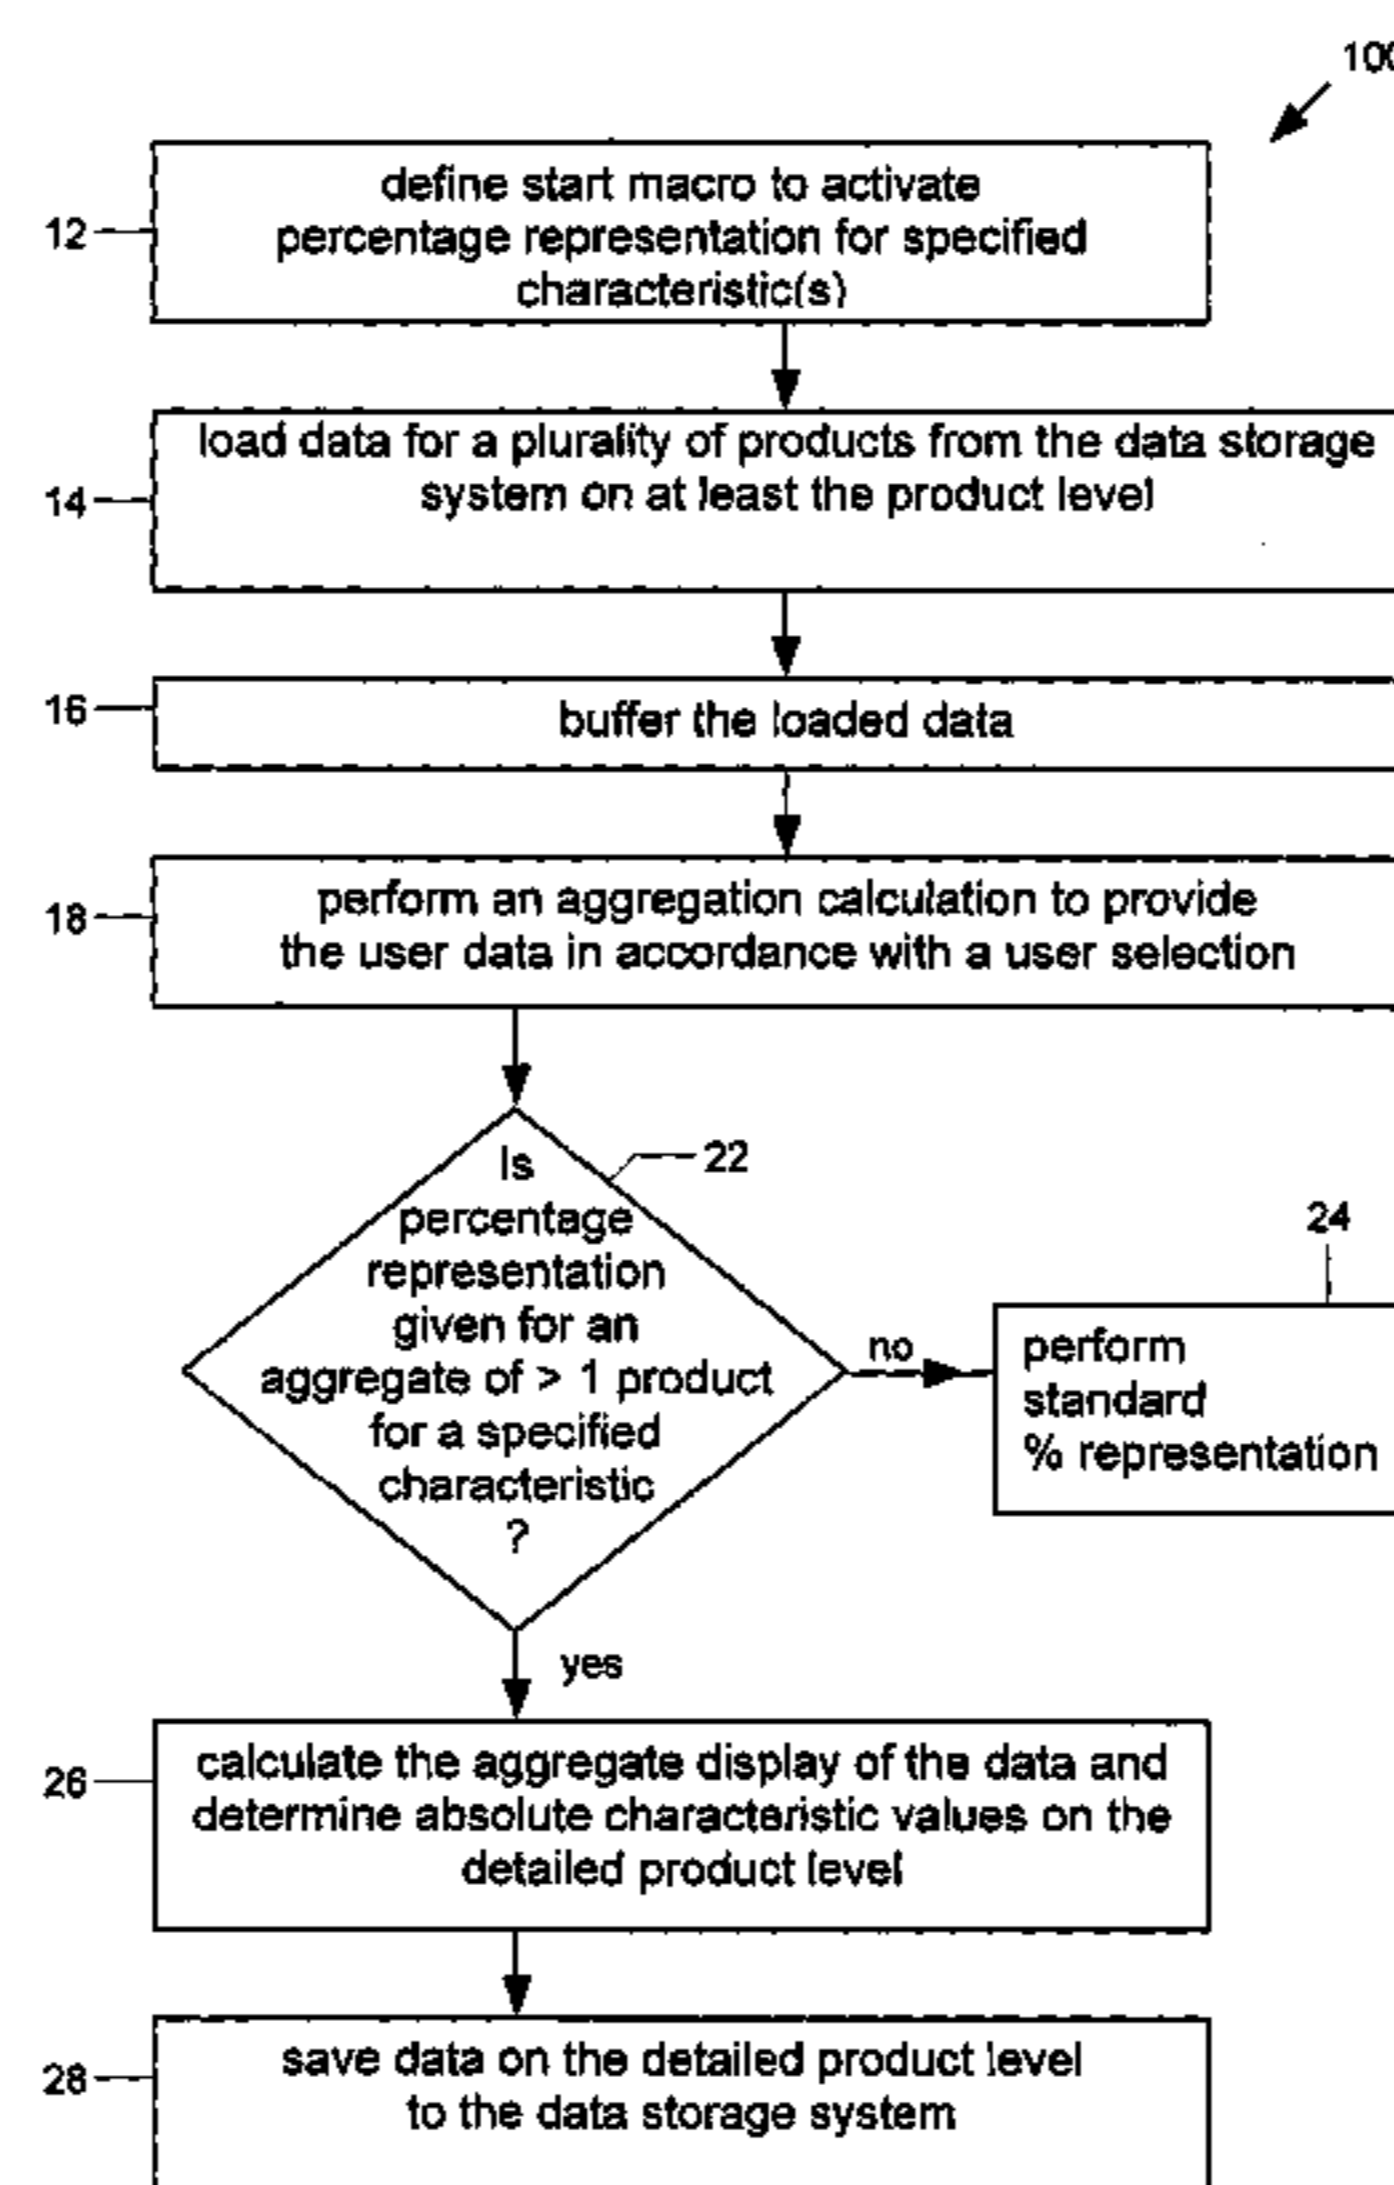 100
define start macro to activate
percentage representation for specified
characteristic(s)
12
load data for a plurality of products from the data storage
system on at least the product level
14
16
buffer the loaded data
perform an aggregation calculation to provide
18
the user data in accordance with a user selection
Is
22
percentage
24
representation
given for an
no
perform
aggregate of > 1 product
standard
for a specified
% representation
characteristic
?
yes
calculate the aggregate display of the data and
26
determine absolute characteristic values on the
detailed product level
save data on the detailed product level
28
to the data storage system